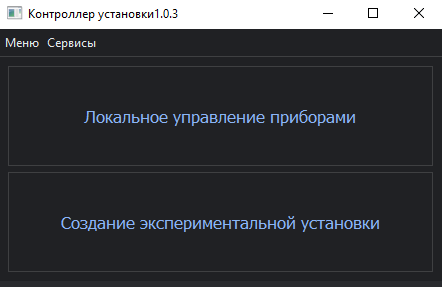 Контроллер установки1.0.3
Меню Сервисы
Локальное управление приборами
Создание экспериментальной установки